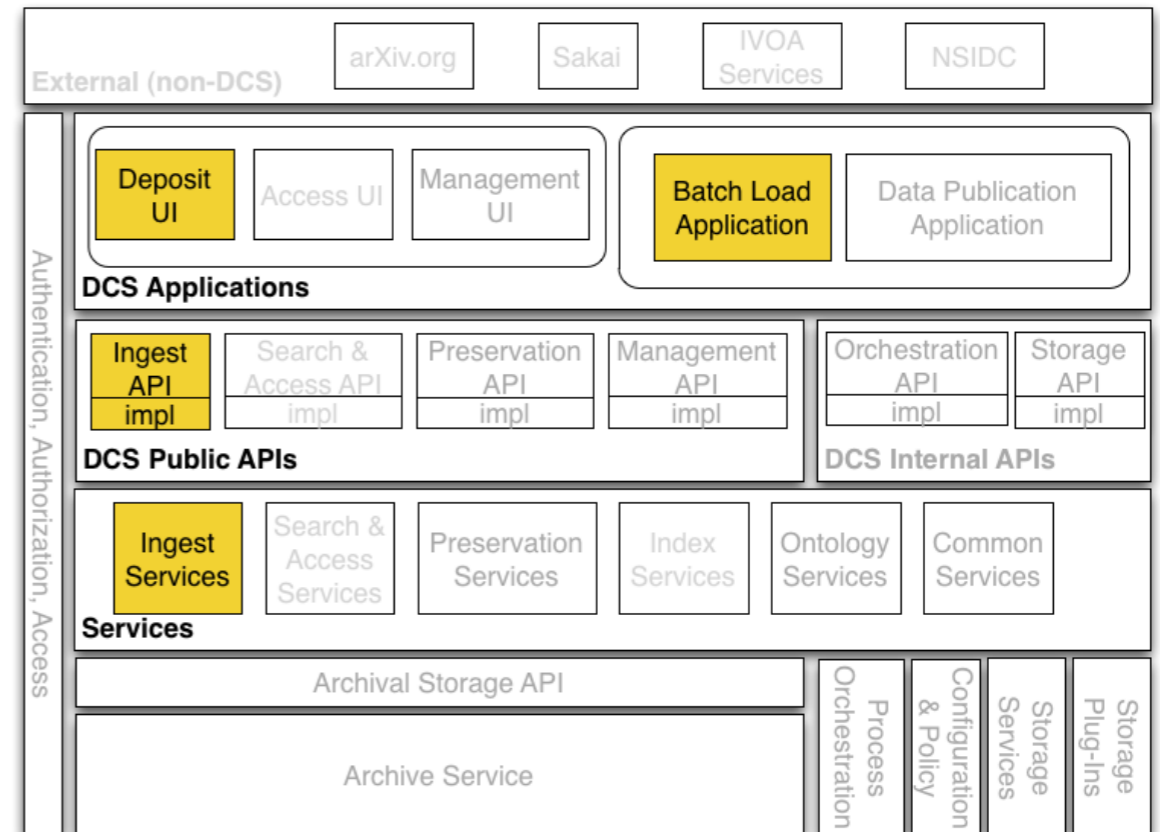 arXiv.org
Sakai
IVOA
Services
NSIDC
External (non-DCS)
Authentication, Authorization, Access
Deposit
UI
Access UI
Management
UI
Batch Load
Application
Data Publication
Application
DCS Applications
Ingest
API
impl
Search &
Access API
impl
Preservation
API
impl
Management
API
impl
DCS Public APIs
Orchestration
API
impl
Storage
API
impl
DCS Internal APIs
Ingest
Services
Search &
Access
Services
Preservation
Services
Index
Services
Ontology
Services
Common
Services
Services
Archival Storage API
Archive Service
Process
Orchestration
Configuration
& Policy
Storage
Services
Storage
Plug-Ins